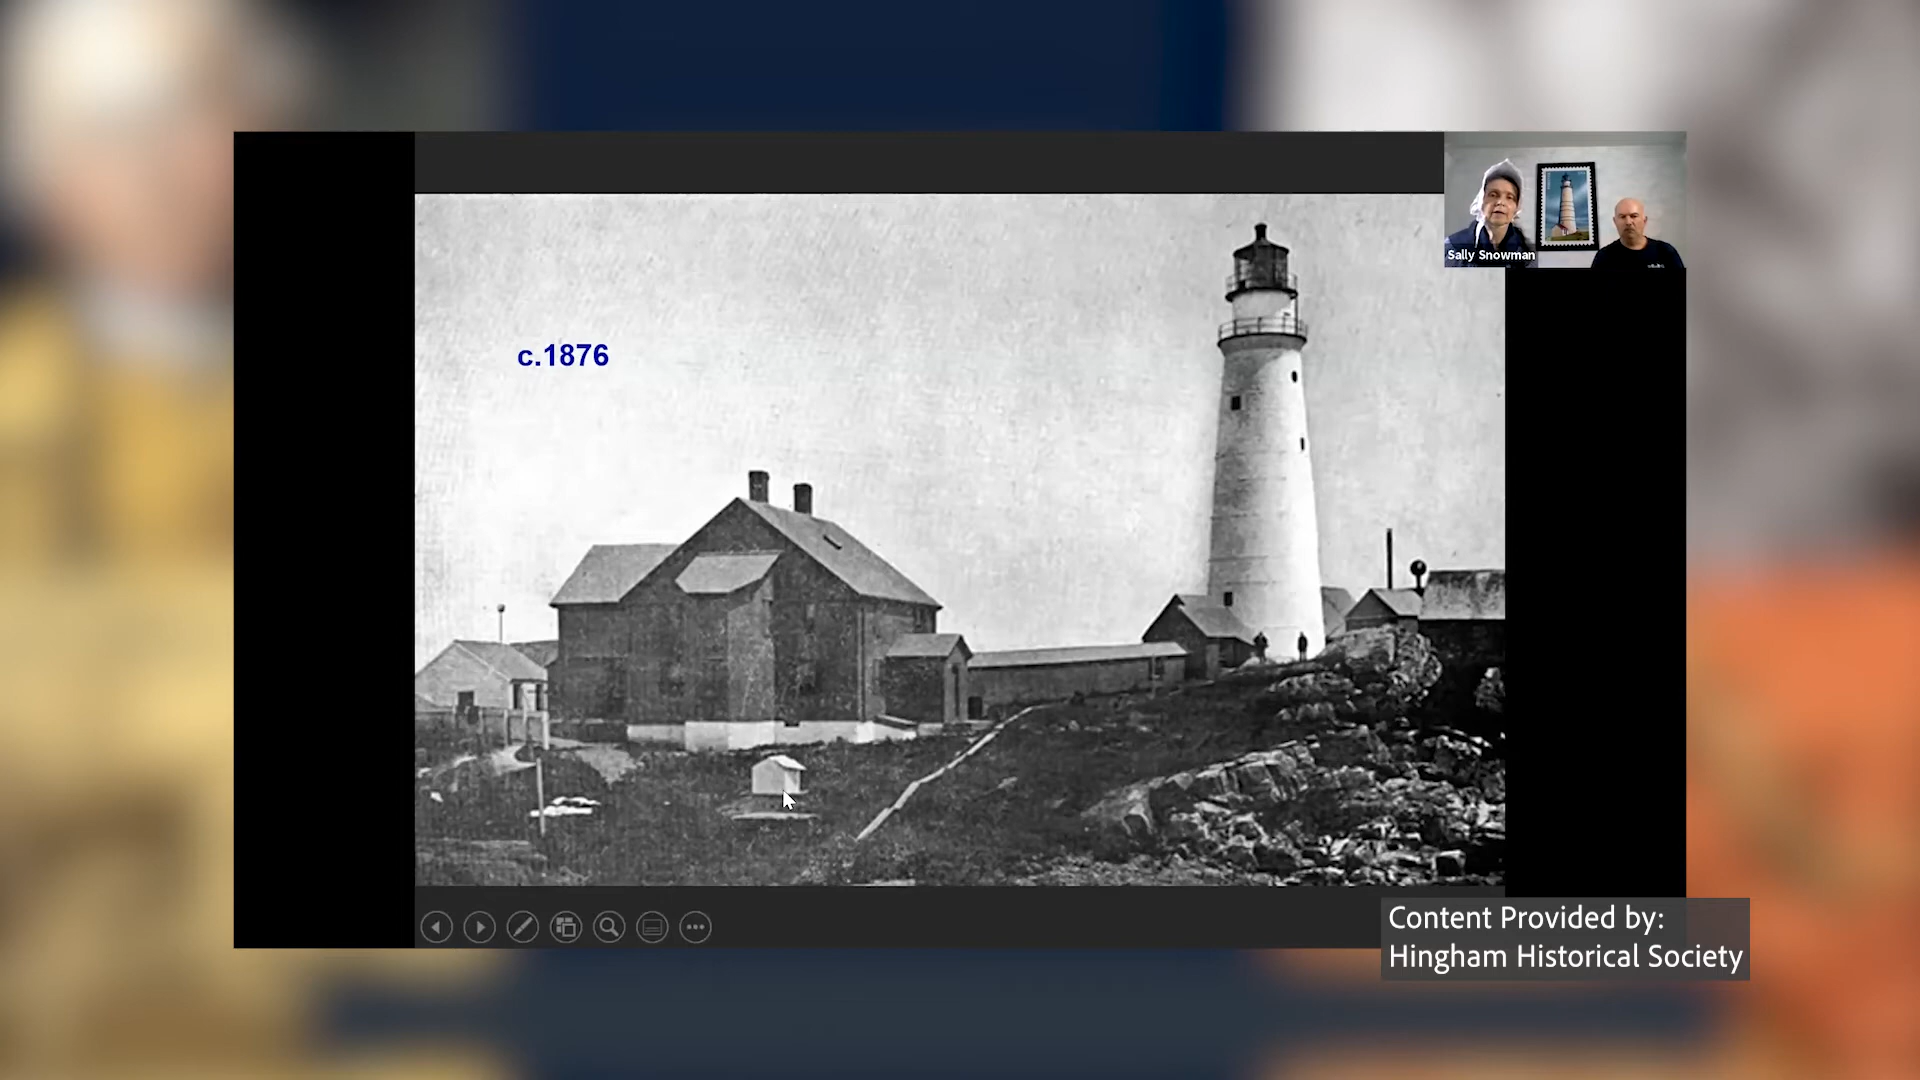 c.1876
Sally Snowman
Content Provided by:
Hingham Historical Society